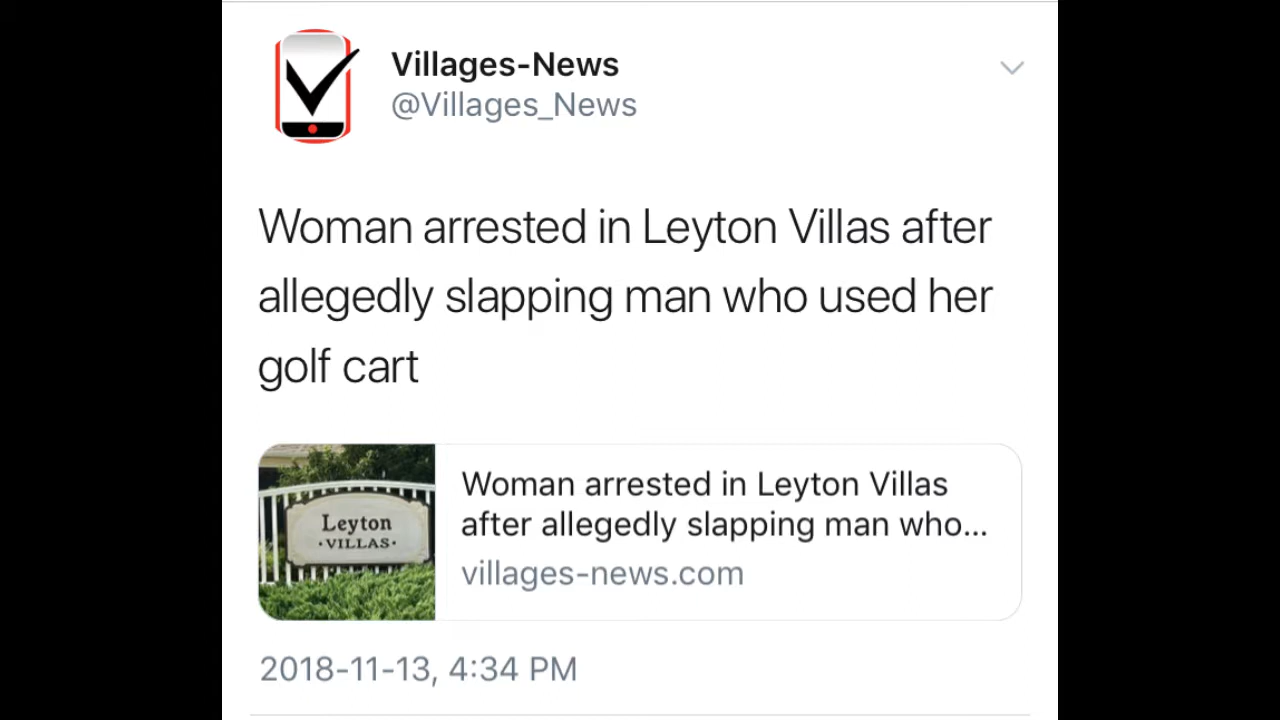 Villages-News
@Villages_News
Woman arrested in Leyton Villas after
allegedly slapping man who used her
golf cart
Leyton
·VILLAS·
Woman arrested in Leyton Villas
after allegedly slapping man who...
villages-news.com
2018-11-13, 4:34 PM